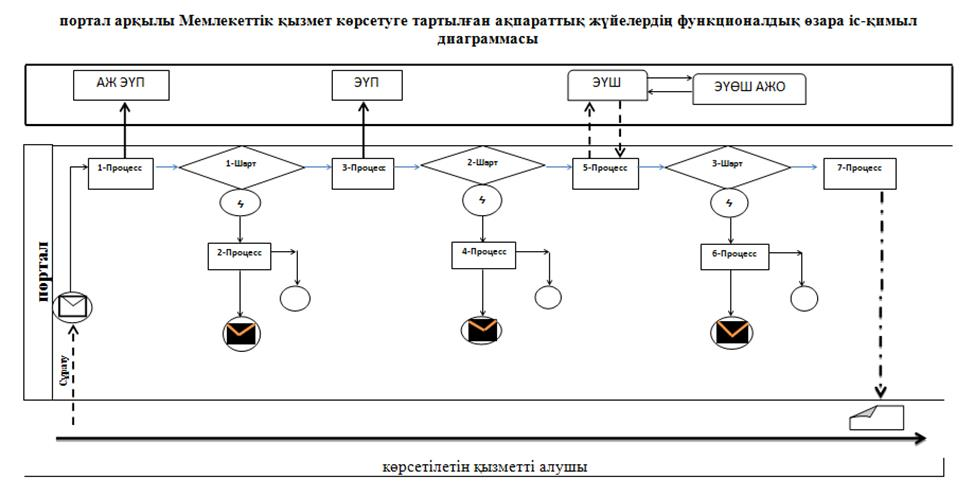 портал арқылы Мемлекеттік қызмет көрсетуге тартылған ақпараттық жүйелердің функционалдық өзара іс-қимыл
диаграммасы
АЖ ЭҮП
ЭҮП
ЭҮШ
ЭҮӨШ АЖО
1-Процесс
1-Шарт
3-Процесс
2-Шарт
5-Процесс
3-Шарт
7-Процесс
2-Процесс
4-Процесс
6-Процесс
портал
Сұрату
көрсетілетін қызметті алушы